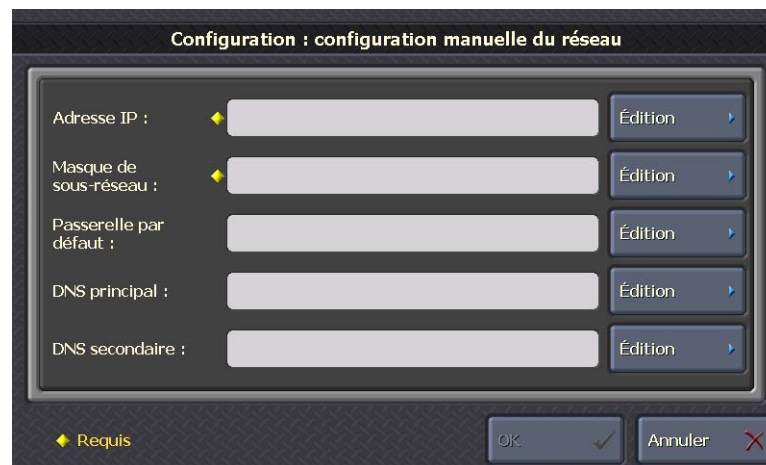 Configuration : configuration manuelle du réseau
Adresse IP :
Édition
Masque de
sous-réseau :
Édition
Passerelle par
défaut :
Édition
DNS principal :
Édition
DNS secondaire :
Édition
Requis
OK
Annuler